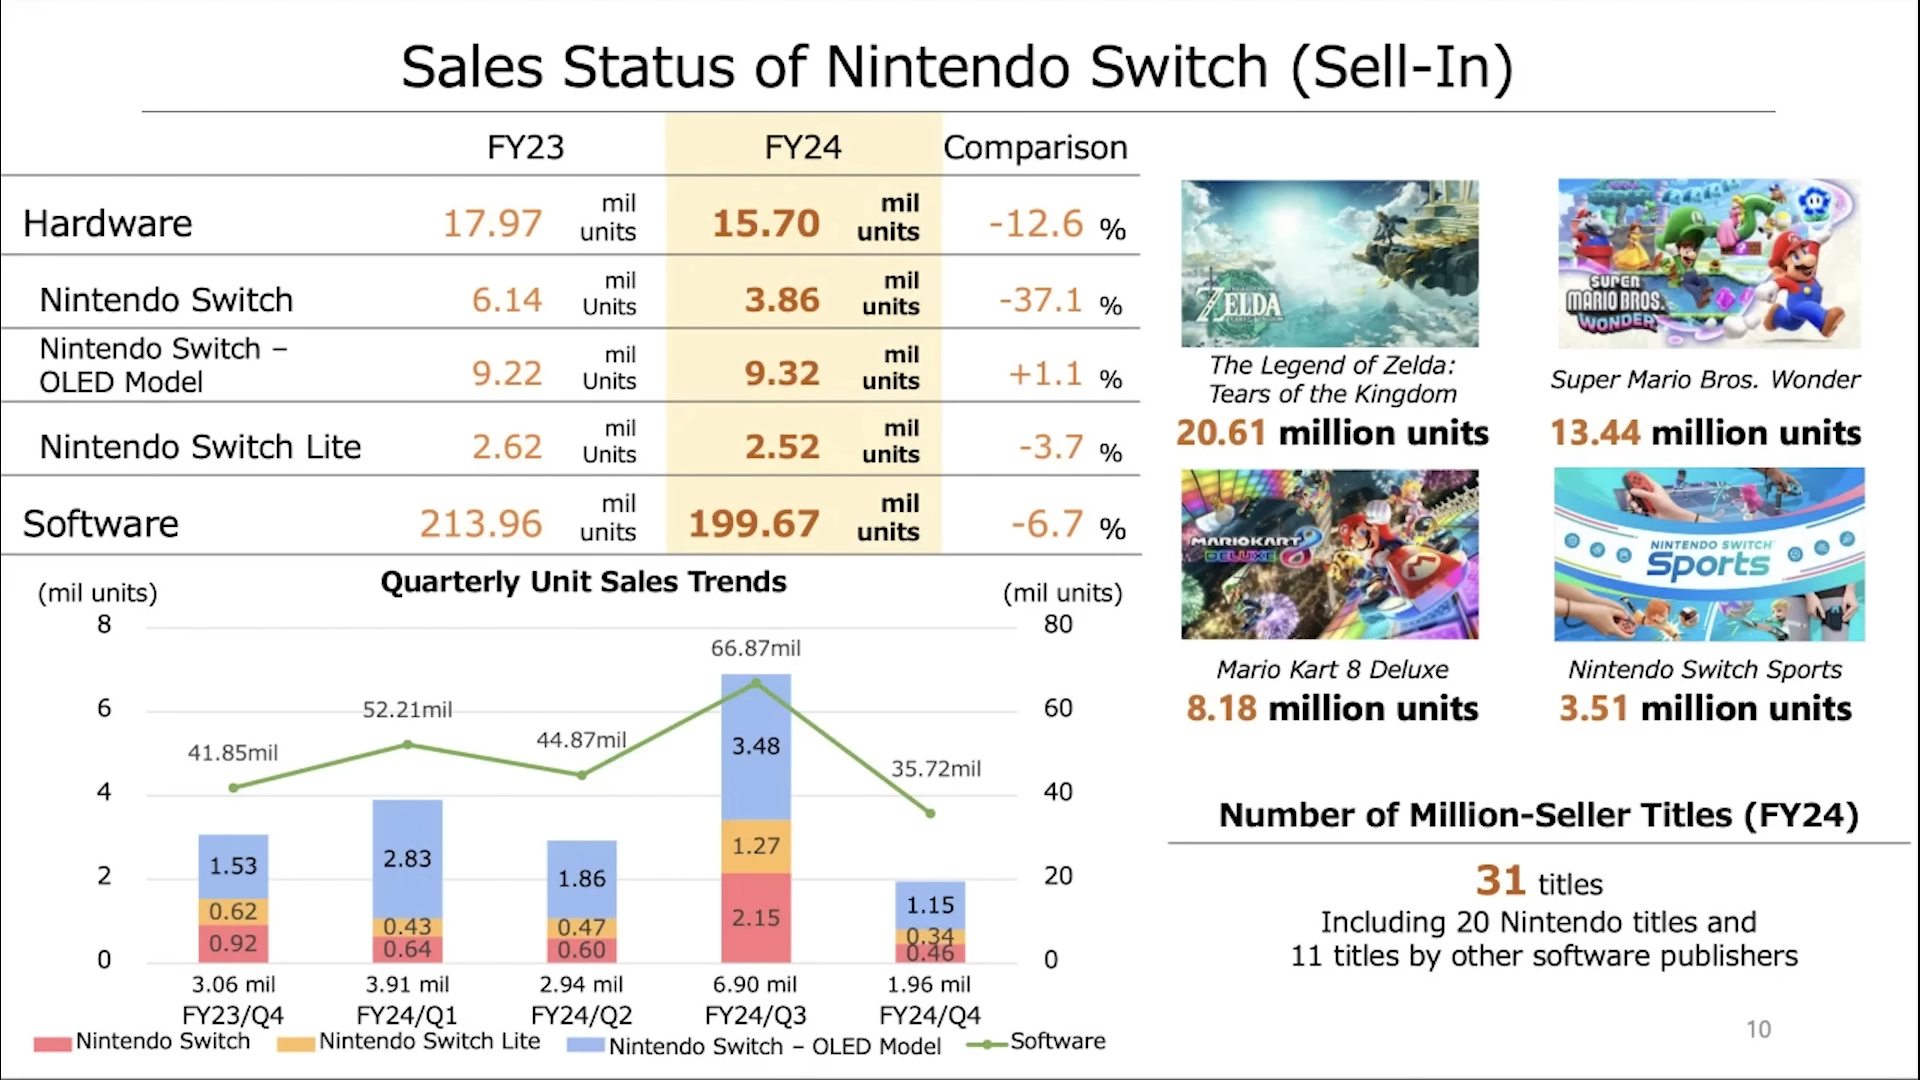 Sales Status of Nintendo Switch (Sell-In)
FY23 FY24 Comparison
Hardware 17.97 mil units 15.70 mil units -12.6 %
Nintendo Switch 6.14 mil Units 3.86 mil units -37.1 %
Nintendo Switch – OLED Model 9.22 mil Units 9.32 mil units +1.1 %
Nintendo Switch Lite 2.62 mil Units 2.52 mil units -3.7 %
Software 213.96 mil units 199.67 mil units -6.7 %
Quarterly Unit Sales Trends
(mil units) (mil units)
8 80
6 60
4 40
2 20
0 0
41.85mil 52.21mil 44.87mil 66.87mil 35.72mil
1.53 2.83 1.86 3.48 1.15
0.62 0.43 0.47 1.27 0.34
0.92 0.64 0.60 2.15 0.46
3.06 mil 3.91 mil 2.94 mil 6.90 mil 1.96 mil
FY23/Q4 FY24/Q1 FY24/Q2 FY24/Q3 FY24/Q4
Nintendo Switch Nintendo Switch Lite Nintendo Switch – OLED Model Software
ZELDA
The Legend of Zelda:
Tears of the Kingdom
20.61 million units
SUPER
MARIO BROS.
WONDER
Super Mario Bros. Wonder
13.44 million units
MARIOKART 8
DELUXE
Mario Kart 8 Deluxe
8.18 million units
NINTENDO SWITCH
Sports
Nintendo Switch Sports
3.51 million units
Number of Million-Seller Titles (FY24)
31 titles
Including 20 Nintendo titles and
11 titles by other software publishers
10